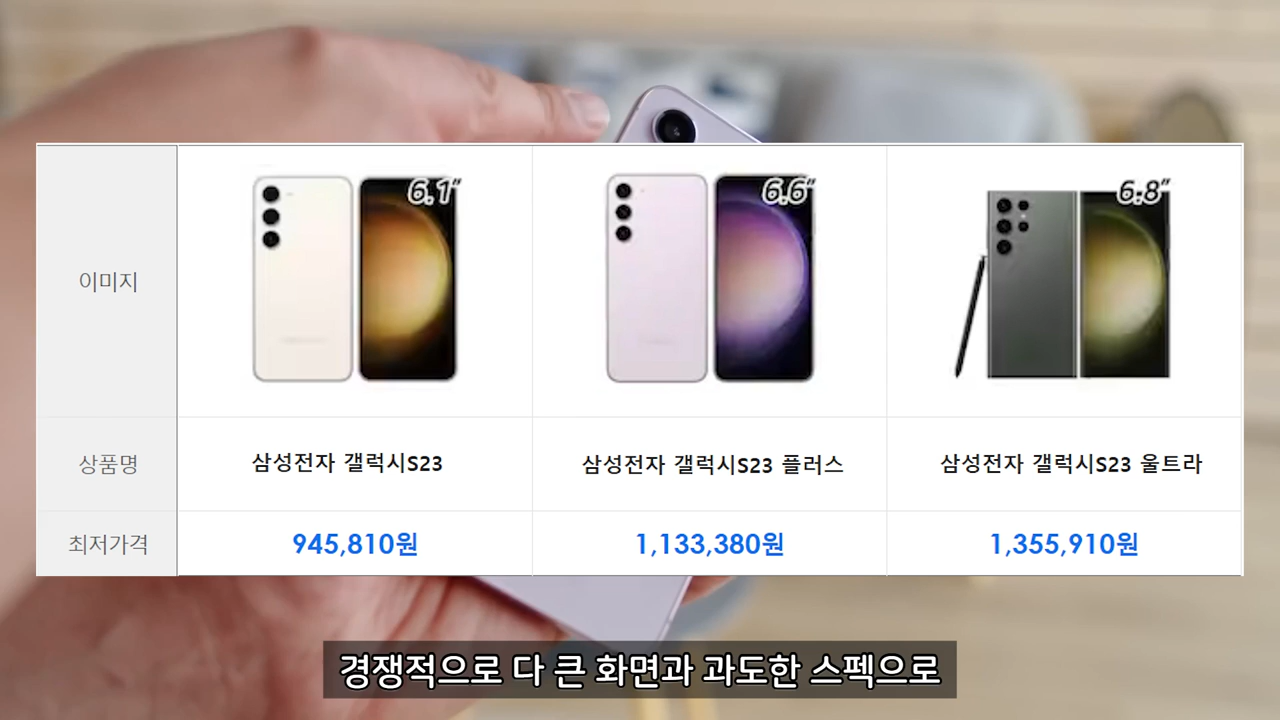 이미지
6.1"
6.6"
6.8"
상품명
삼성전자 갤럭시S23
삼성전자 갤럭시S23 플러스
삼성전자 갤럭시S23 울트라
최저가격
945,810원
1,133,380원
1,355,910원
경쟁적으로 다 큰 화면과 과도한 스펙으로